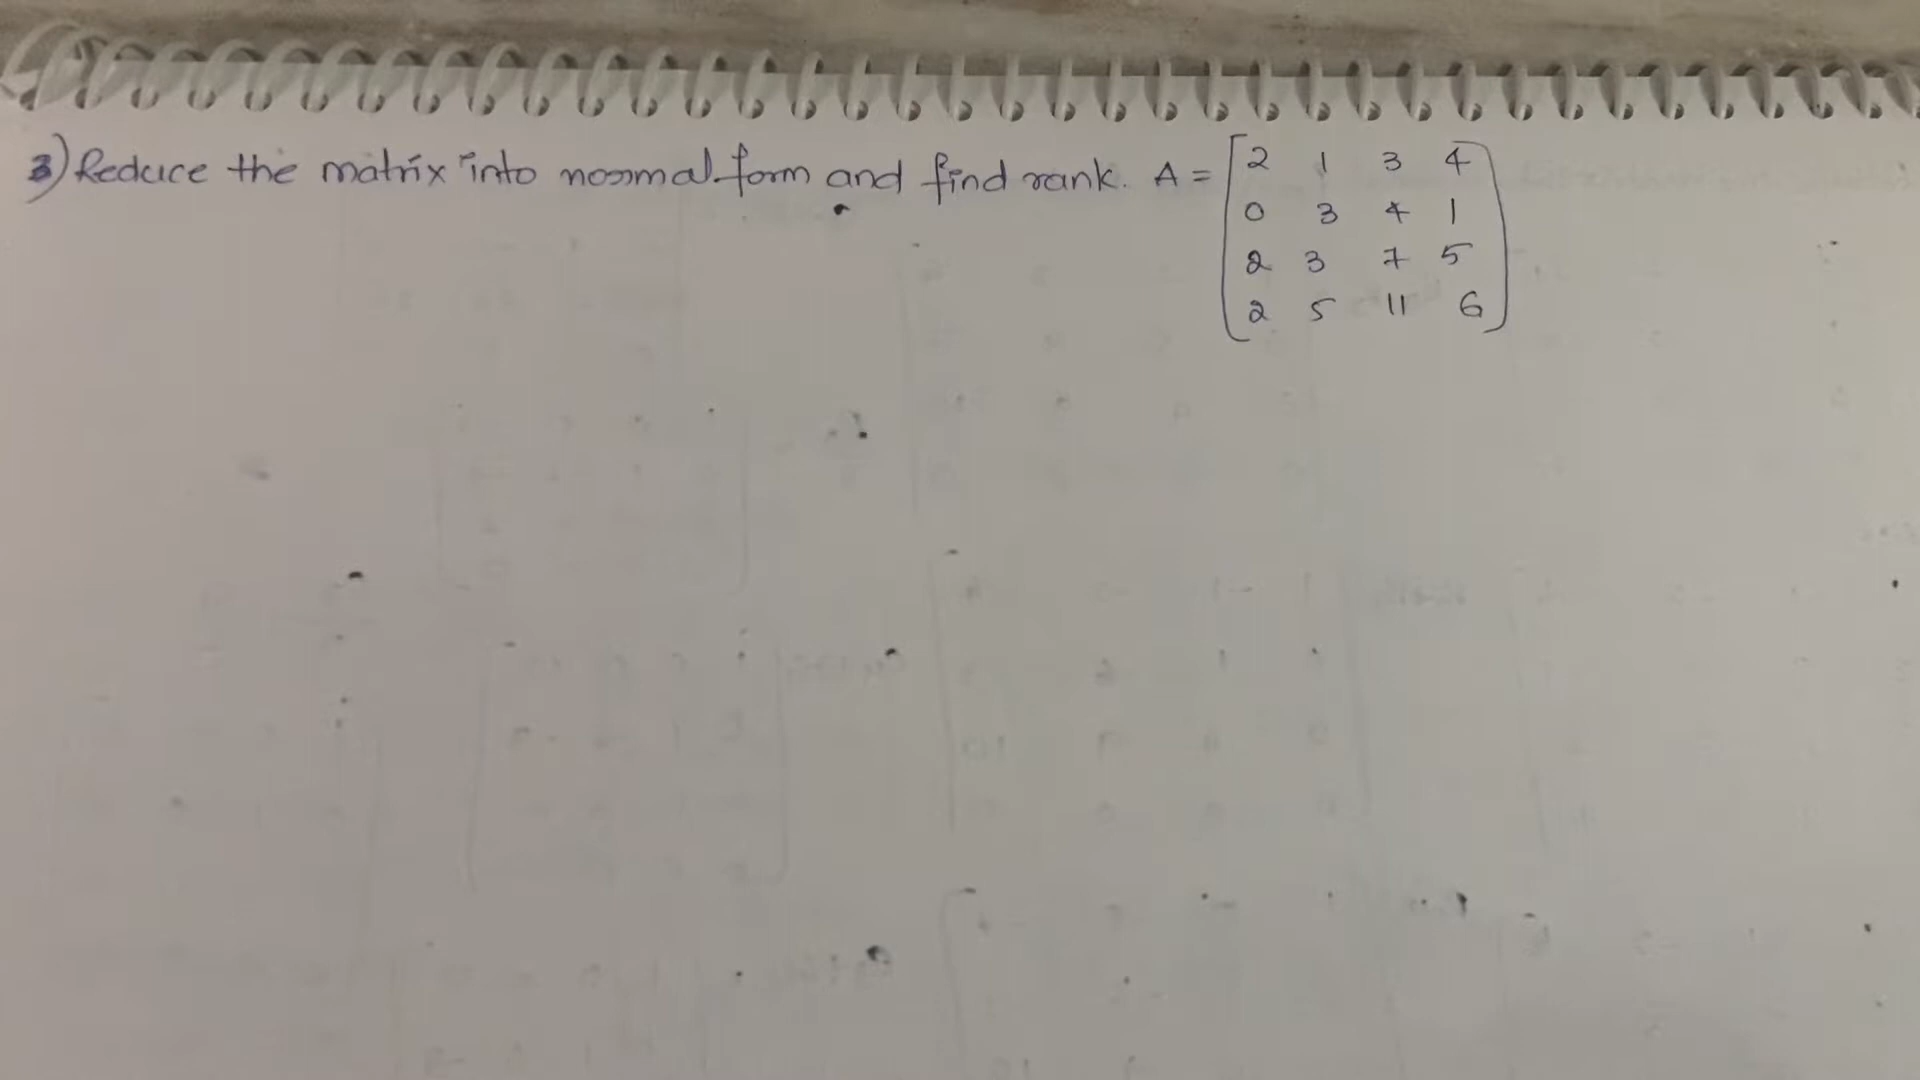 3) Reduce the matrix into normal form and find rank. A = [2 1 3 4
0 3 4 1
2 3 7 5
2 5 11 6]